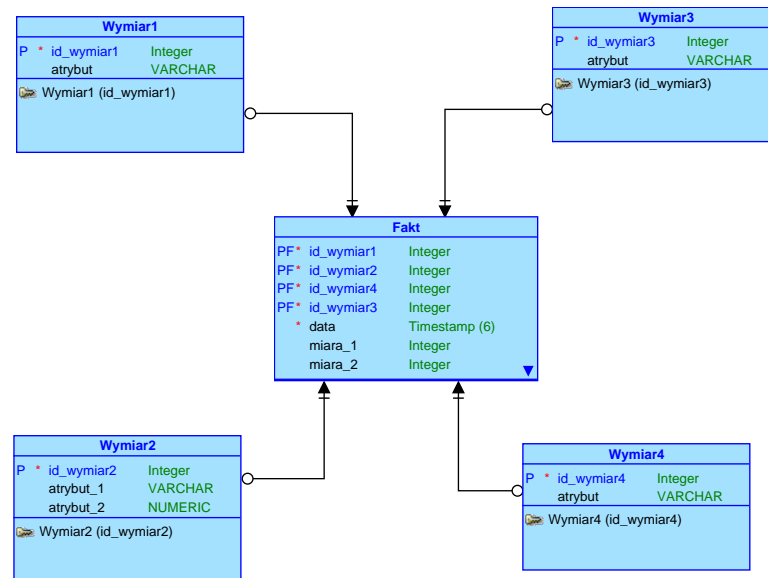 Wymiar1
P * id_wymiar1 Integer
atrybut VARCHAR
Wymiar1 (id_wymiar1)
Wymiar3
P * id_wymiar3 Integer
atrybut VARCHAR
Wymiar3 (id_wymiar3)
Fakt
PF* id_wymiar1 Integer
PF* id_wymiar2 Integer
PF* id_wymiar4 Integer
PF* id_wymiar3 Integer
* data Timestamp (6)
miara_1 Integer
miara_2 Integer
Wymiar2
P * id_wymiar2 Integer
atrybut_1 VARCHAR
atrybut_2 NUMERIC
Wymiar2 (id_wymiar2)
Wymiar4
P * id_wymiar4 Integer
atrybut VARCHAR
Wymiar4 (id_wymiar4)